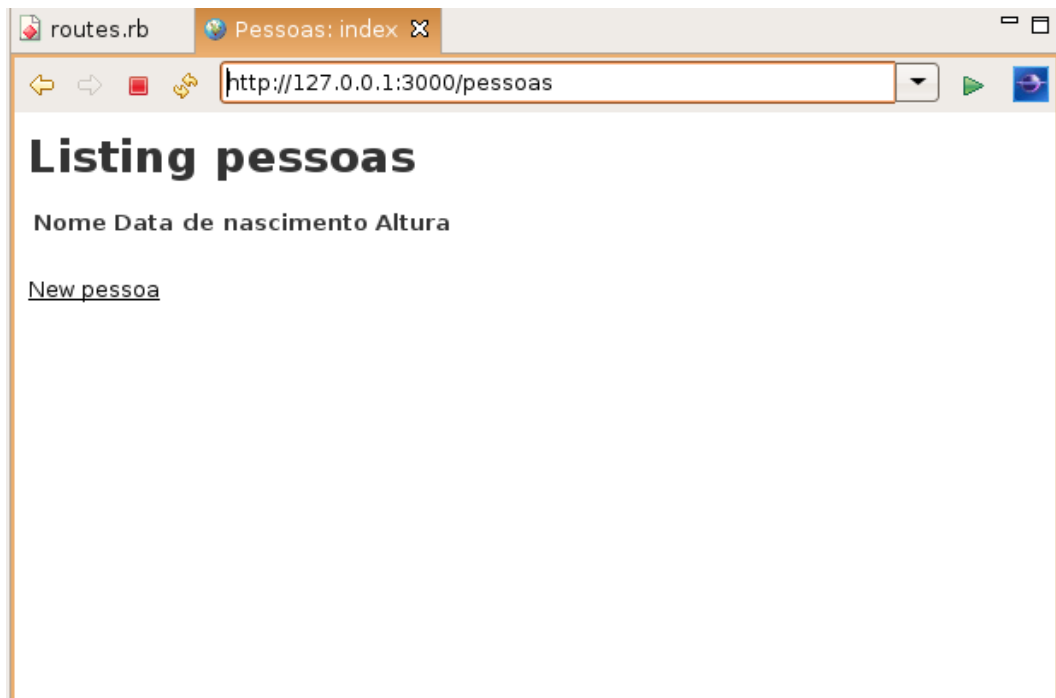 routes.rb Pessoas: index
http://127.0.0.1:3000/pessoas
Listing pessoas
Nome Data de nascimento Altura
New pessoa